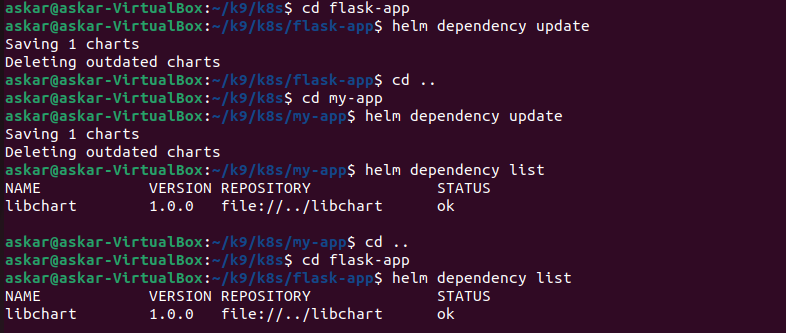 askar@askar-VirtualBox:~/k9/k8s$ cd flask-app
askar@askar-VirtualBox:~/k9/k8s/flask-app$ helm dependency update
Saving 1 charts
Deleting outdated charts
askar@askar-VirtualBox:~/k9/k8s/flask-app$ cd ..
askar@askar-VirtualBox:~/k9/k8s$ cd my-app
askar@askar-VirtualBox:~/k9/k8s/my-app$ helm dependency update
Saving 1 charts
Deleting outdated charts
askar@askar-VirtualBox:~/k9/k8s/my-app$ helm dependency list
NAME            VERSION REPOSITORY              STATUS
libchart        1.0.0   file://../libchart      ok
askar@askar-VirtualBox:~/k9/k8s/my-app$ cd ..
askar@askar-VirtualBox:~/k9/k8s$ cd flask-app
askar@askar-VirtualBox:~/k9/k8s/flask-app$ helm dependency list
NAME            VERSION REPOSITORY              STATUS
libchart        1.0.0   file://../libchart      ok